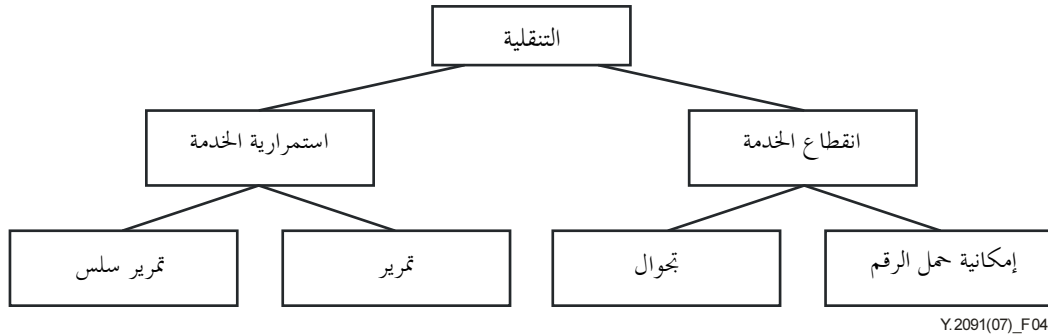 التنقلية
انقطاع الخدمة
استمرارية الخدمة
إمكانية حمل الرقم
تجوال
تمرير
تمرير سلس
Y.2091(07)_F04